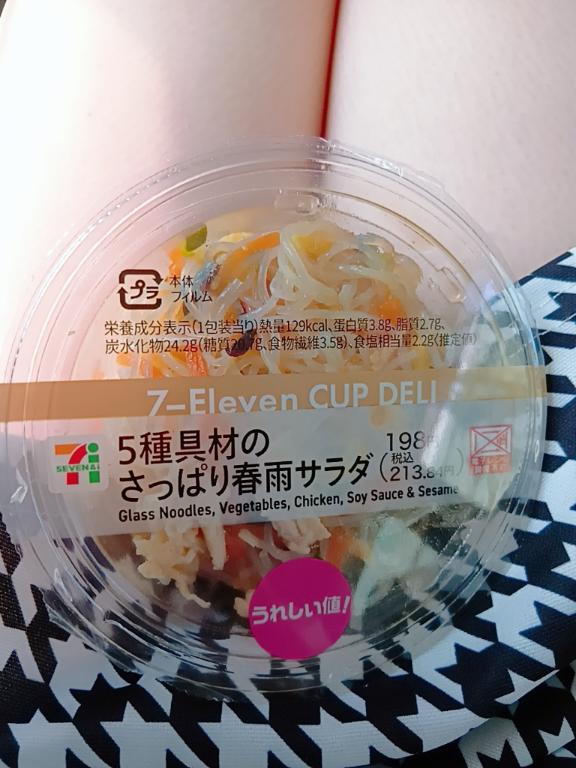 プラ
本体
フィルム
栄養成分表示(1包装当り)熱量129kcal、蛋白質3.8g、脂質2.7g、
炭水化物24.2g(糖質20.7g、食物繊維3.5g)、食塩相当量2.2g(推定値)
7-Eleven CUP DELI
7
SEVEN&i
5種具材の
さっぱり春雨サラダ
198円
(税込
213.84円)
Glass Noodles, Vegetables, Chicken, Soy Sauce & Sesame
うれしい値!